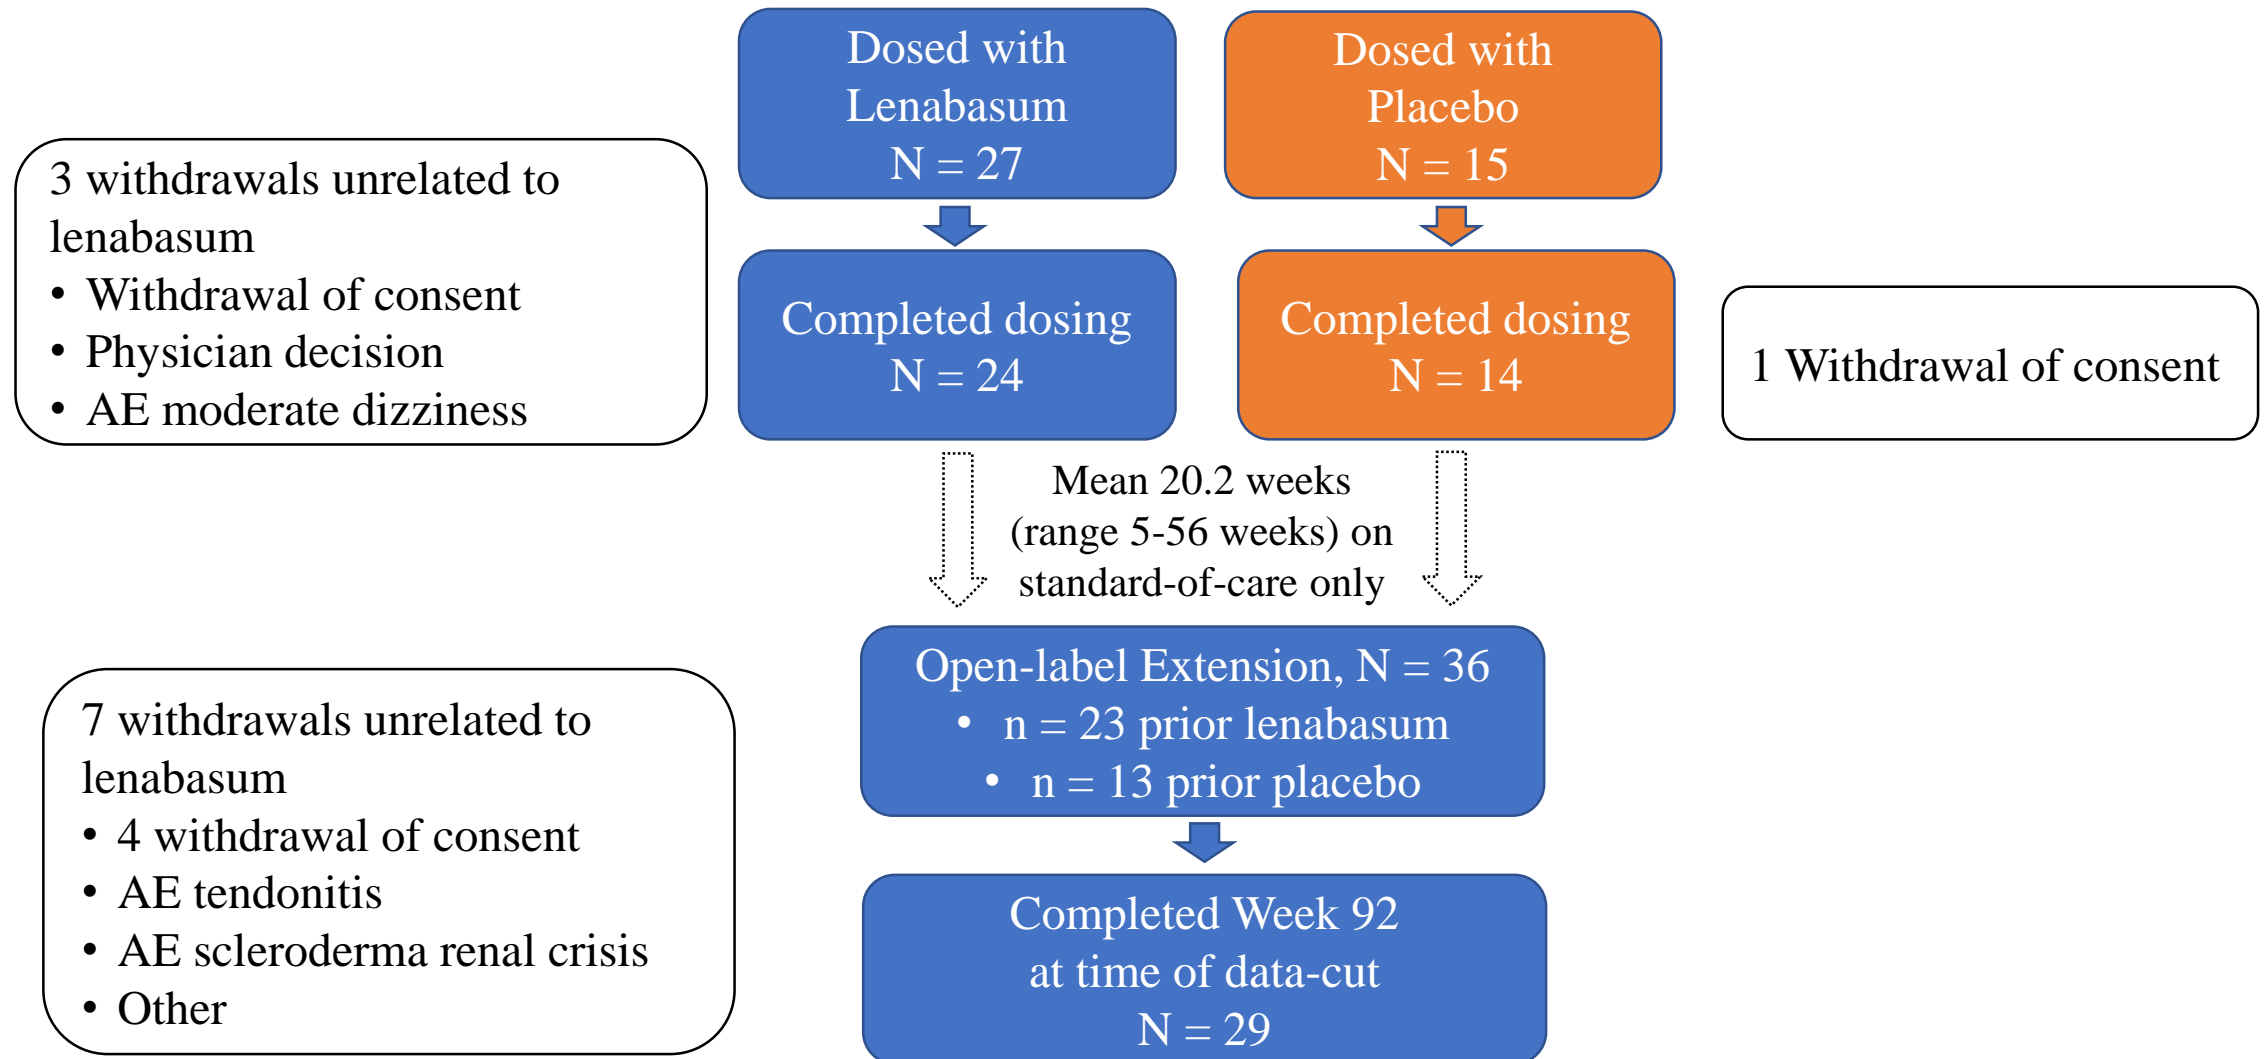 Dosed with
Lenabasum
N = 27
Dosed with
Placebo
N = 15
3 withdrawals unrelated to
lenabasum
• Withdrawal of consent
• Physician decision
• AE moderate dizziness
Completed dosing
N = 24
Completed dosing
N = 14
1 Withdrawal of consent
Mean 20.2 weeks
(range 5-56 weeks) on
standard-of-care only
Open-label Extension, N = 36
• n = 23 prior lenabasum
• n = 13 prior placebo
7 withdrawals unrelated to
lenabasum
• 4 withdrawal of consent
• AE tendonitis
• AE scleroderma renal crisis
• Other
Completed Week 92
at time of data-cut
N = 29